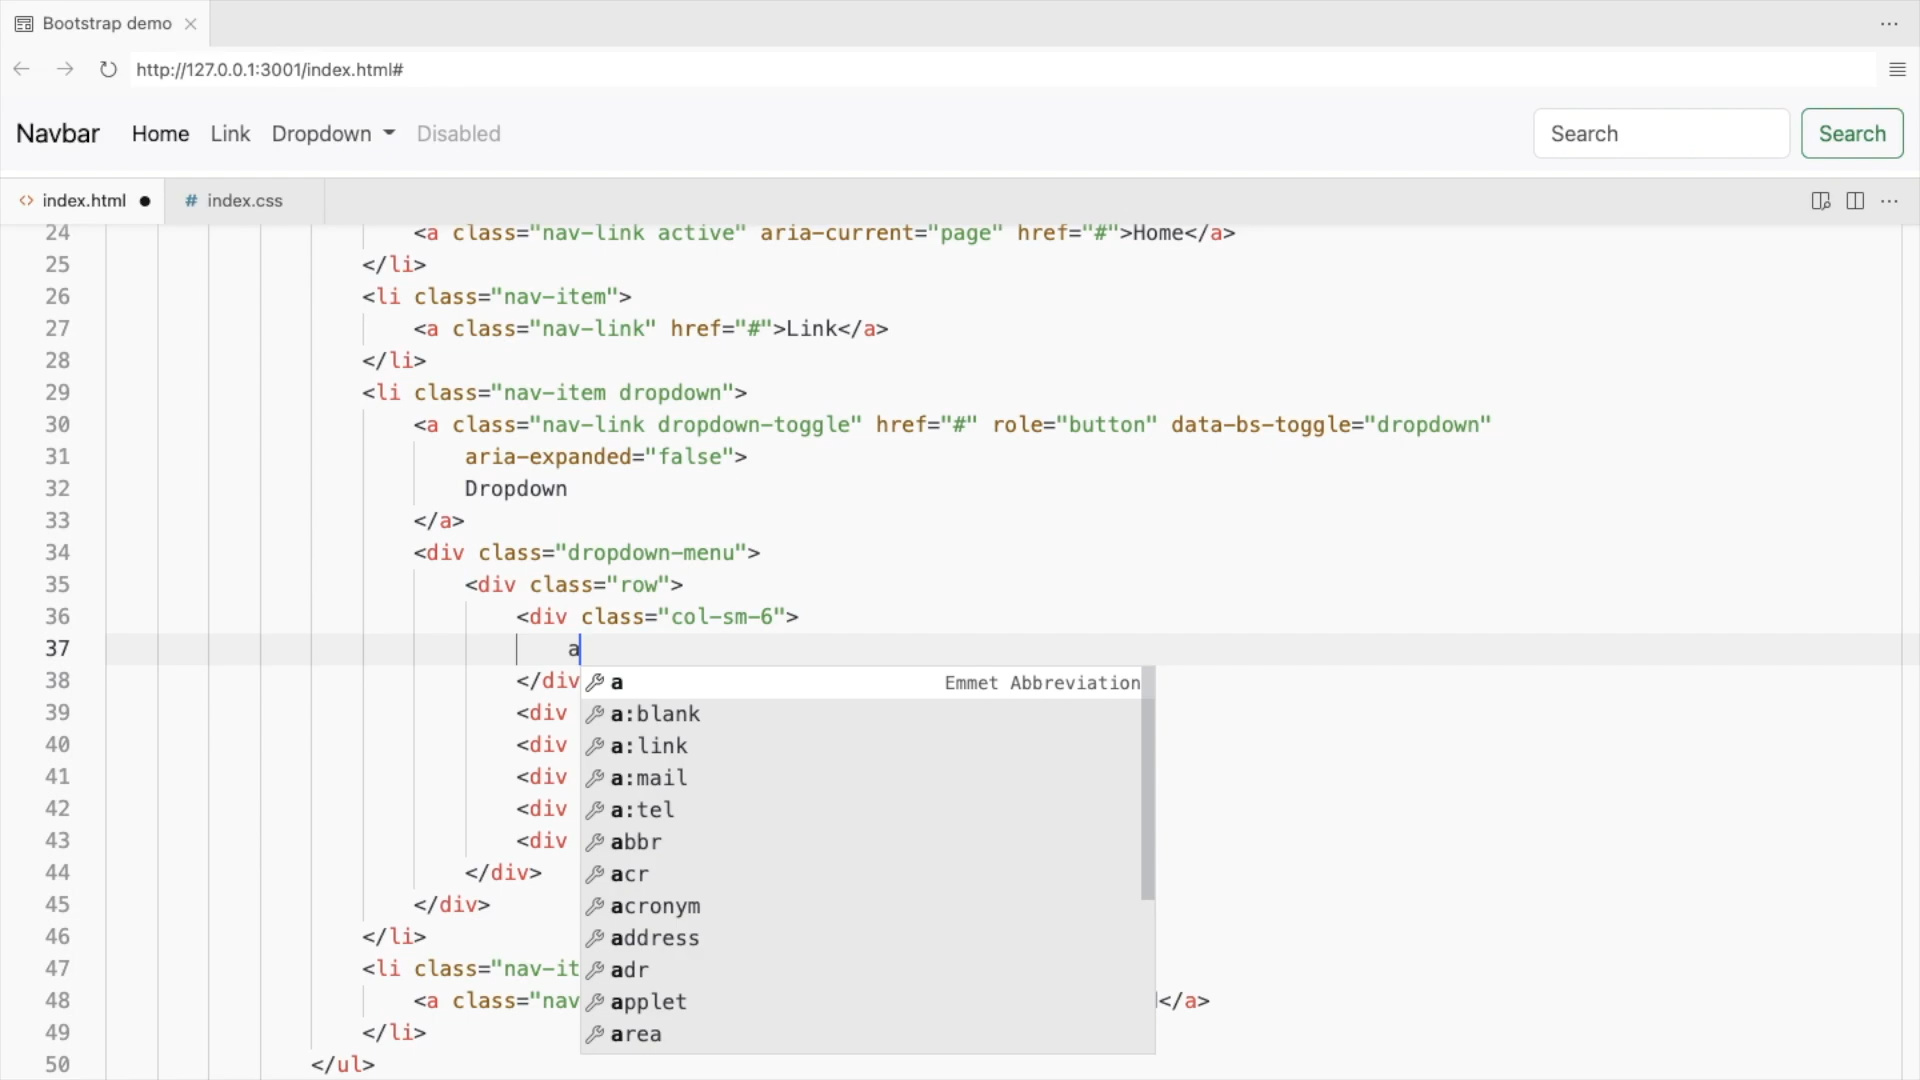 Bootstrap demo
http://127.0.0.1:3001/index.html#
Navbar Home Link Dropdown Disabled Search Search
index.html # index.css
24 <a class="nav-link active" aria-current="page" href="#">Home</a>
25 </li>
26 <li class="nav-item">
27 <a class="nav-link" href="#">Link</a>
28 </li>
29 <li class="nav-item dropdown">
30 <a class="nav-link dropdown-toggle" href="#" role="button" data-bs-toggle="dropdown"
31 aria-expanded="false">
32 Dropdown
33 </a>
34 <div class="dropdown-menu">
35 <div class="row">
36 <div class="col-sm-6">
37 a
38 </div a Emmet Abbreviation
39 <div a:blank
40 <div a:link
41 <div a:mail
42 <div a:tel
43 <div abbr
44 </div> acr
45 </div> acronym
46 </li> address
47 <li class="nav-it adr
48 <a class="nav applet </a>
49 </li> area
50 </ul>